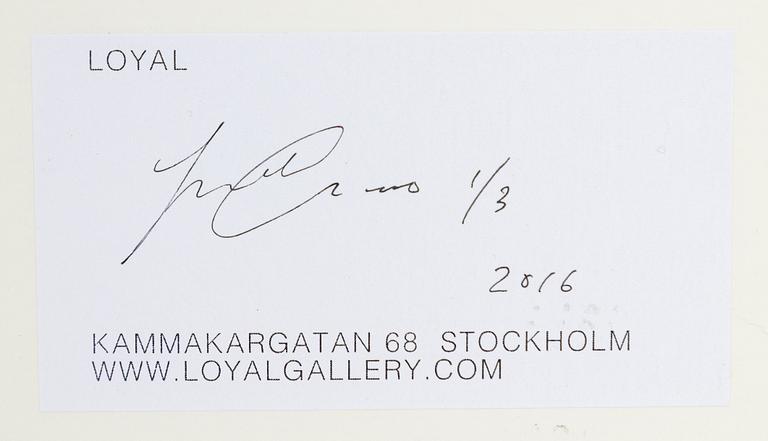 LOYAL
1/3
2016
KAMMAKARGATAN 68 STOCKHOLM
WWW.LOYALGALLERY.COM